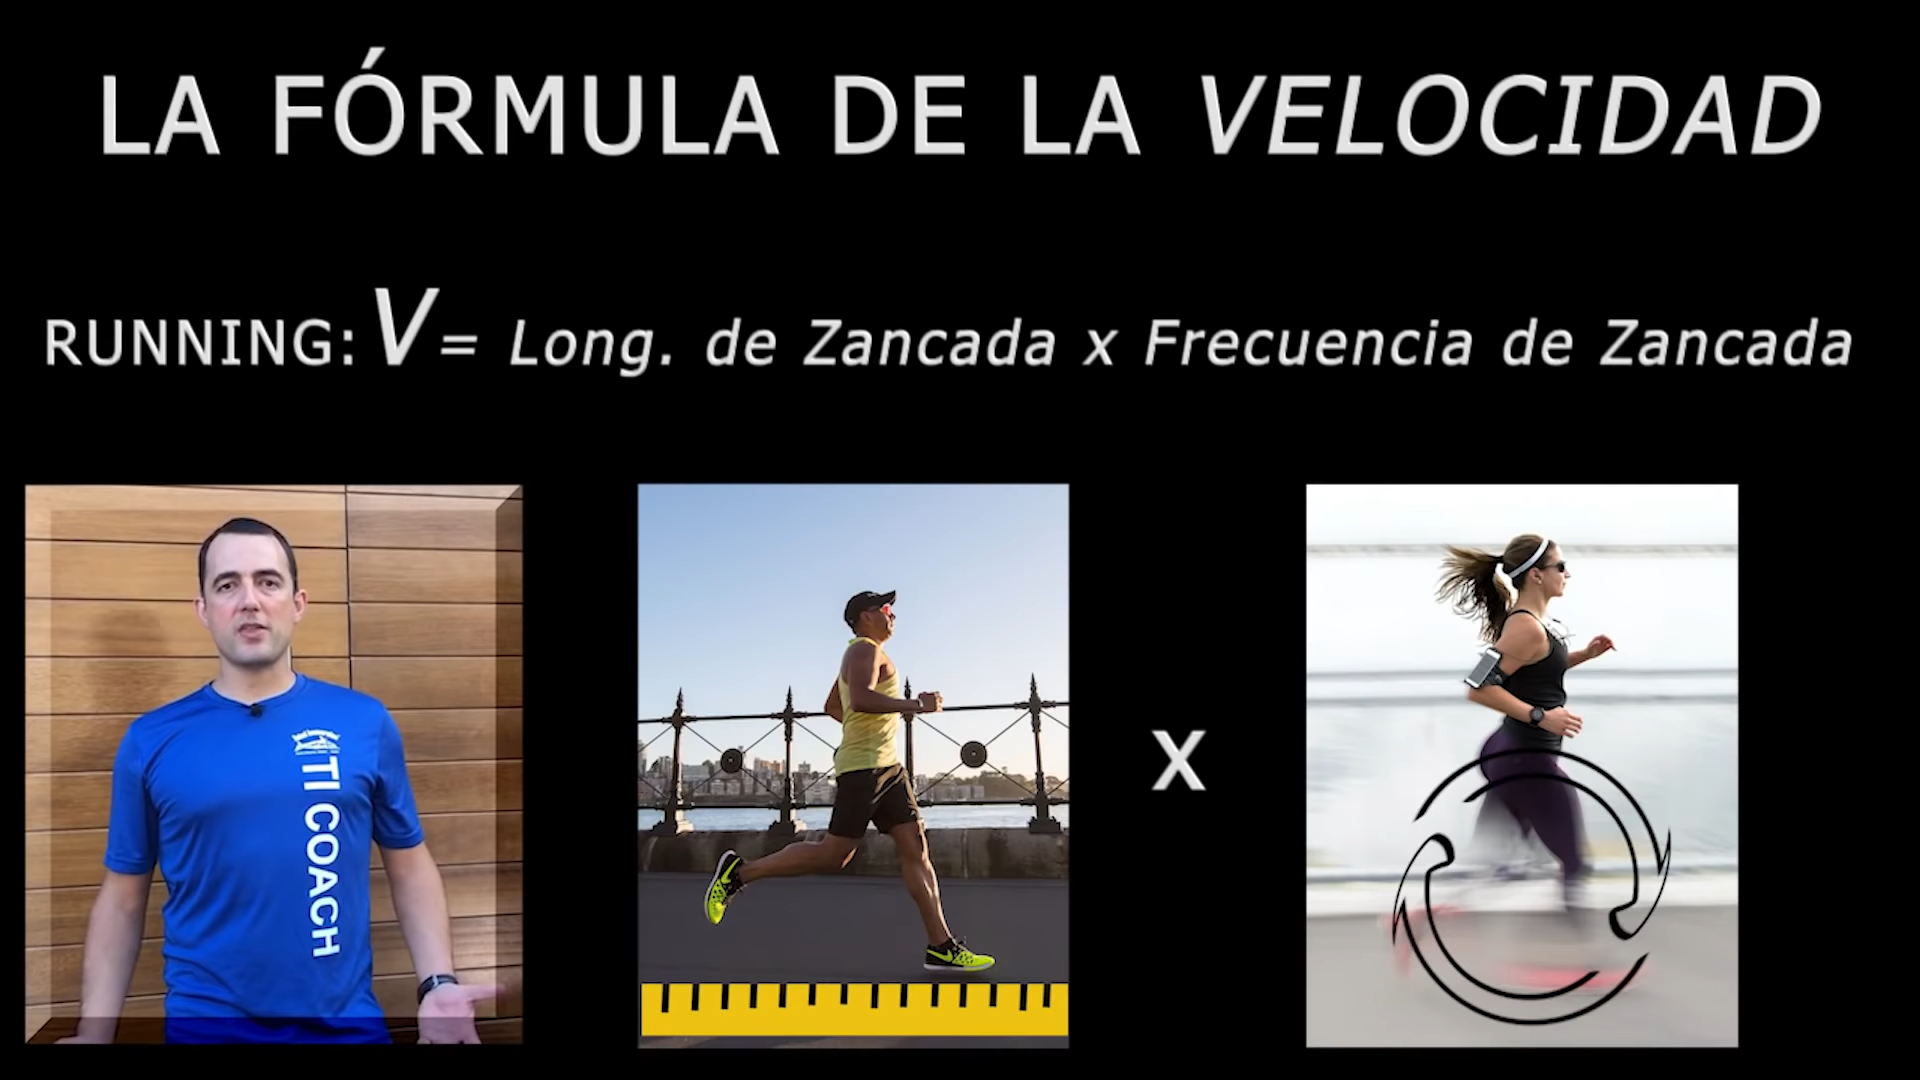 LA FÓRMULA DE LA VELOCIDAD
RUNNING: V = Long. de Zancada x Frecuencia de Zancada
TI COACH
X